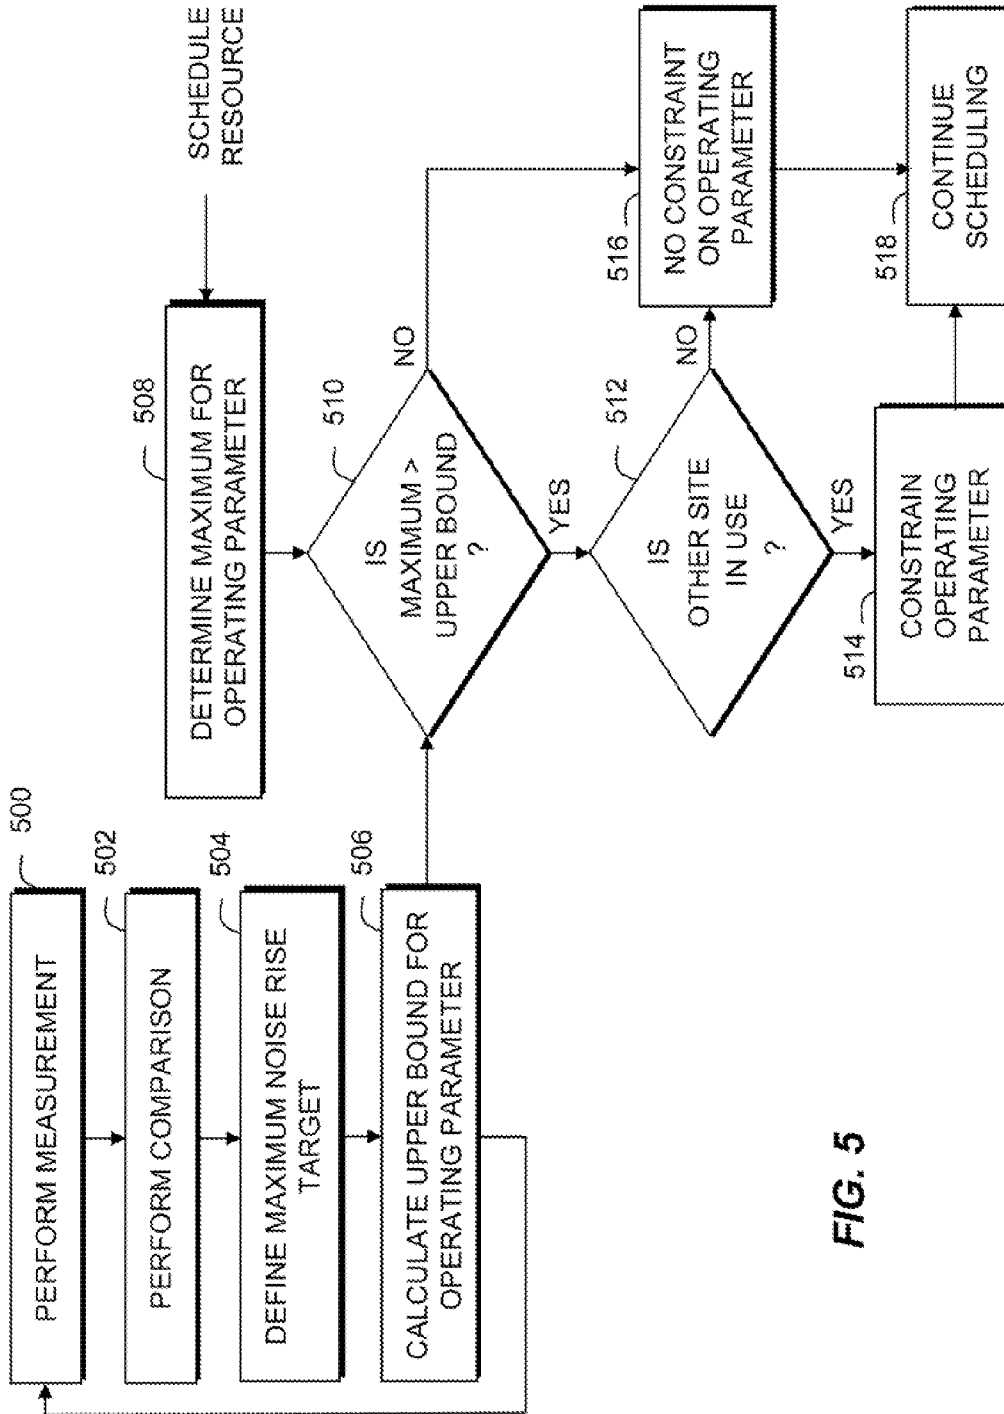 500
PERFORM MEASUREMENT
502
PERFORM COMPARISON
504
DEFINE MAXIMUM NOISE RISE
TARGET
506
CALCULATE UPPER BOUND FOR
OPERATING PARAMETER
SCHEDULE
RESOURCE
508
DETERMINE MAXIMUM FOR
OPERATING PARAMETER
510
IS
MAXIMUM >
UPPPER BOUND
?
NO
YES
512
IS
OTHER SITE
IN USE
?
NO
YES
514
CONSTRAIN
OPERATING
PARAMETER
516
NO CONSTRAINT
ON OPERATING
PARAMETER
518
CONTINUE
SCHEDULING
FIG. 5